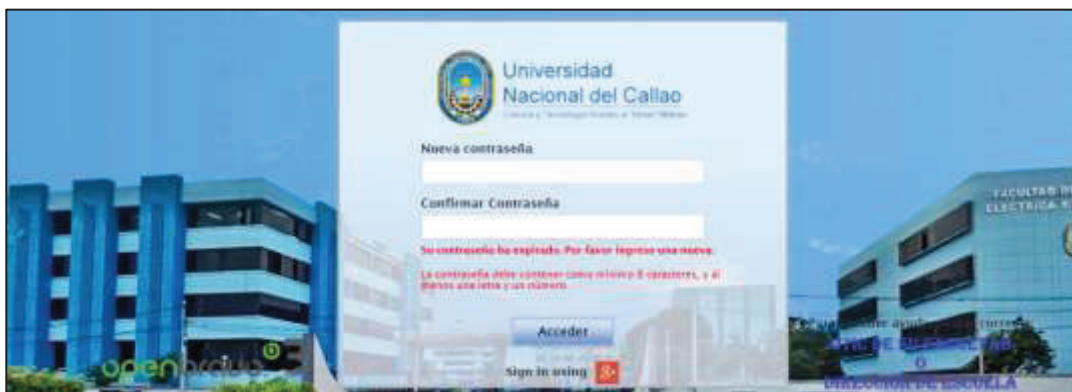 Universidad
Nacional del Callao
Nueva contraseña
Confirmar Contraseña
Su contraseña ha expirado. Por favor ingrese una nueva.
La contraseña debe contener como mínimo 8 caracteres, y al
menos una letra y un número
Acceder
Sign in using
g+
openbravo
FACULTAD DE
ELECTRICA Y
O
DIRECCION DE ESCUELA